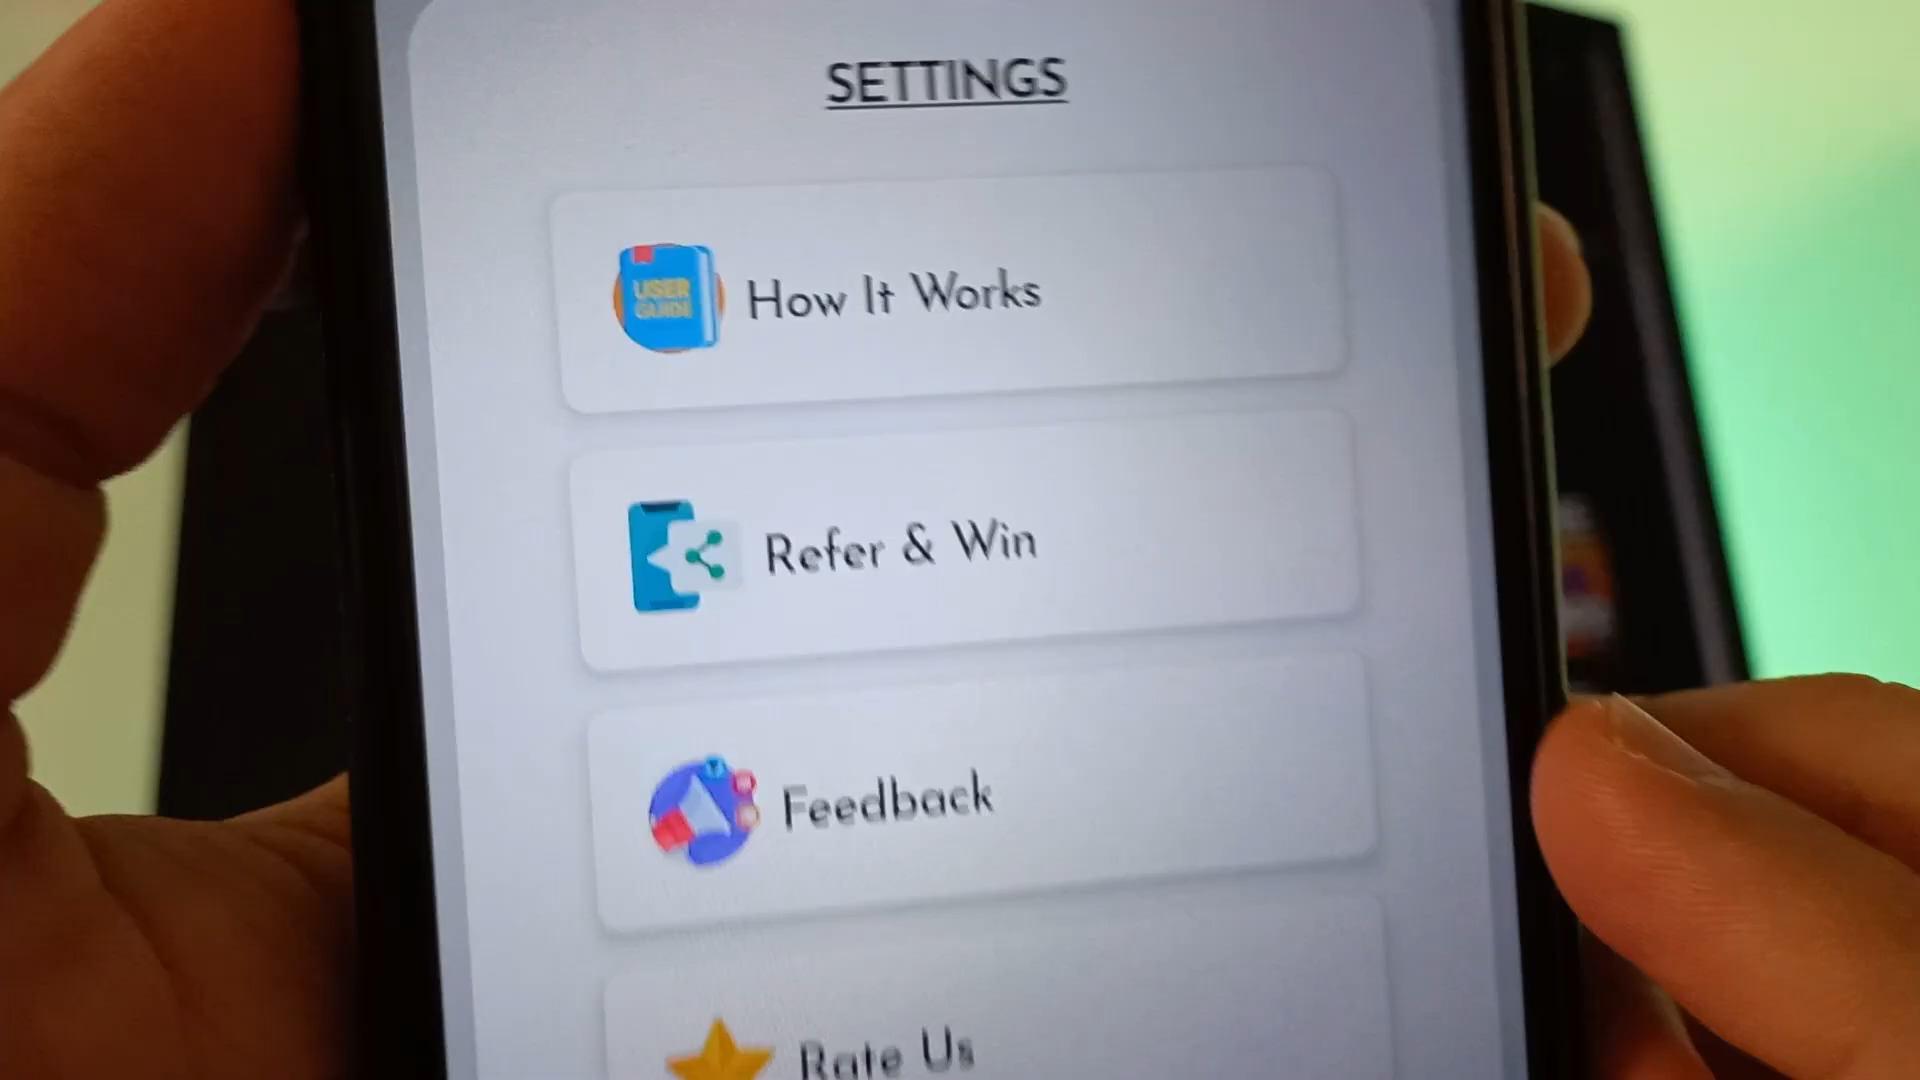 SETTINGS
USER
GUIDE
How It Works
Refer & Win
Feedback
Rate Us